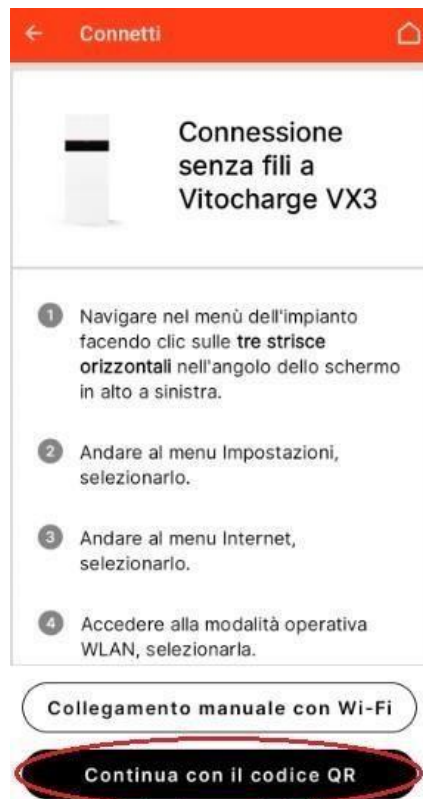 Connetti
Connessione
senza fili a
Vitocharge VX3
1 Navigare nel menù dell'impianto
facendo clic sulle tre strisce
orizzontali nell'angolo dello schermo
in alto a sinistra.
2 Andare al menu Impostazioni,
selezionarlo.
3 Andare al menu Internet,
selezionarlo.
4 Accedere alla modalità operativa
WLAN, selezionarla.
Collegamento manuale con Wi-Fi
Continua con il codice QR